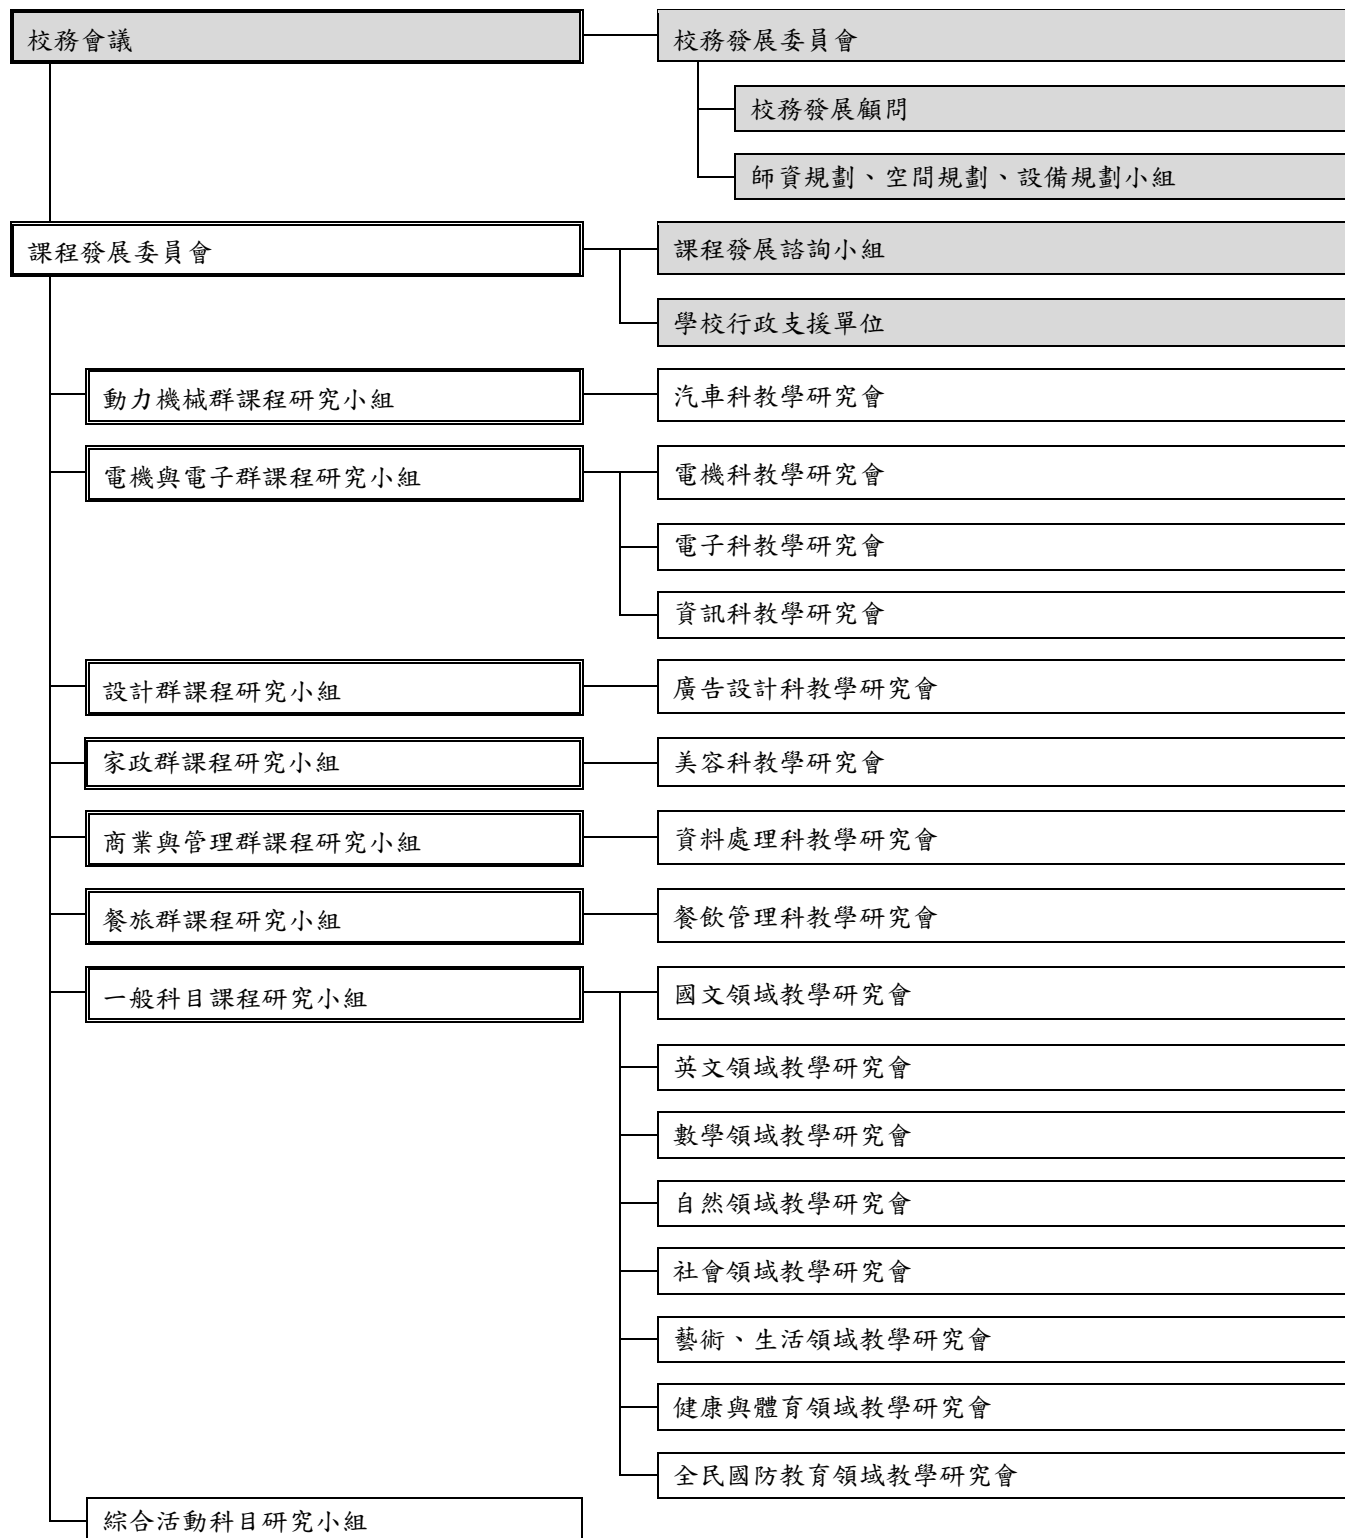 校務會議
校務發展委員會
校務發展顧問
師資規劃、空間規劃、設備規劃小組
課程發展委員會
課程發展諮詢小組
學校行政支援單位
動力機械群課程研究小組
汽車科教學研究會
電機與電子群課程研究小組
電機科教學研究會
電子科教學研究會
資訊科教學研究會
設計群課程研究小組
廣告設計科教學研究會
家政群課程研究小組
美容科教學研究會
商業與管理群課程研究小組
資料處理科教學研究會
餐旅群課程研究小組
餐飲管理科教學研究會
一般科目課程研究小組
國文領域教學研究會
英文領域教學研究會
數學領域教學研究會
自然領域教學研究會
社會領域教學研究會
藝術、生活領域教學研究會
健康與體育領域教學研究會
全民國防教育領域教學研究會
綜合活動科目研究小組